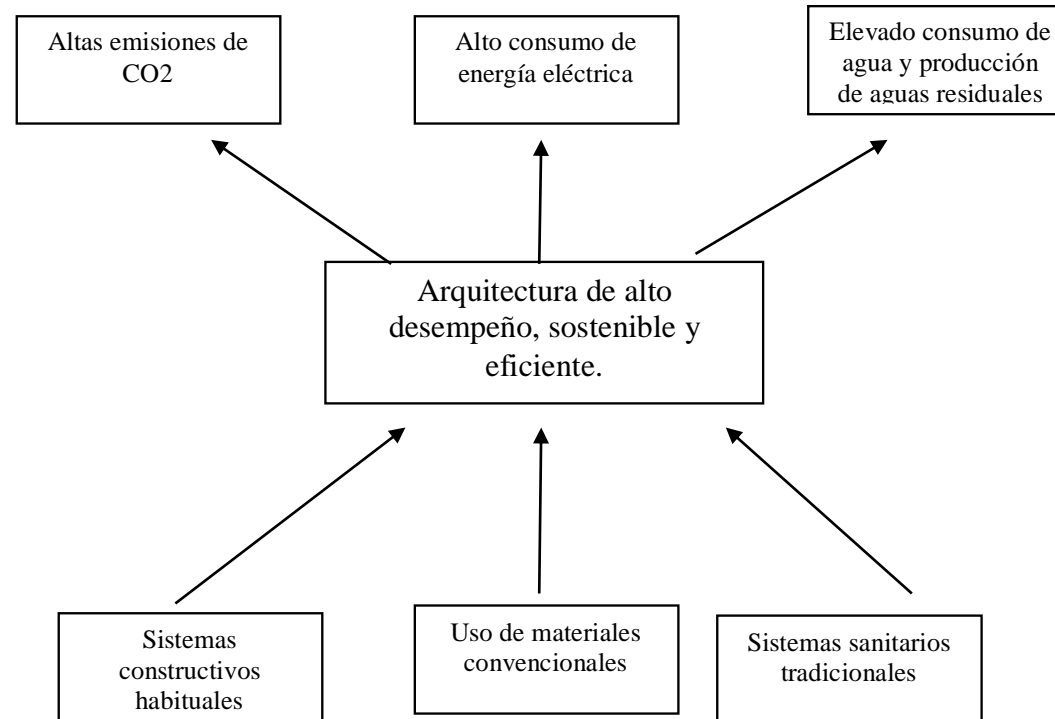 Altas emisiones de
CO2
Alto consumo de
energía eléctrica
Elevado consumo de
agua y producción
de aguas residuales
Arquitectura de alto
desempeño, sostenible y
eficiente.
Sistemas
constructivos
habituales
Uso de materiales
convencionales
Sistemas sanitarios
tradicionales